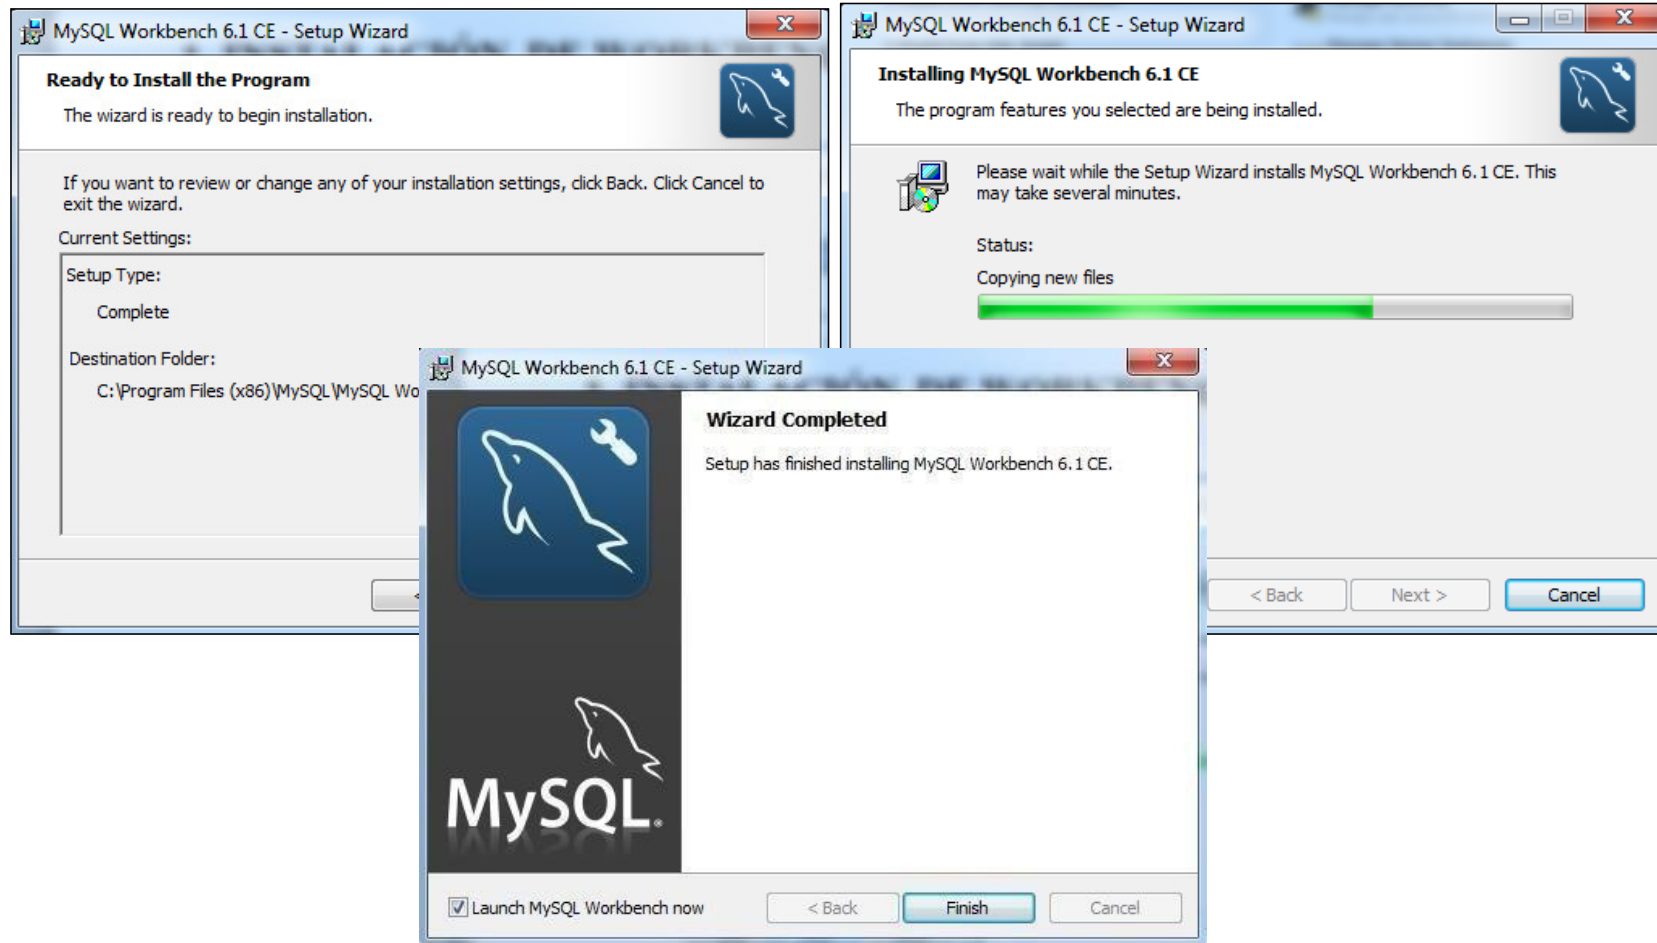 MySQL Workbench 6.1 CE - Setup Wizard
Ready to Install the Program
The wizard is ready to begin installation.
If you want to review or change any of your installation settings, click Back. Click Cancel to
exit the wizard.
Current Settings:
Setup Type:
Complete
Destination Folder:
C:\Program Files (x86)\MySQL\MySQL Wo
MySQL Workbench 6.1 CE - Setup Wizard
Installing MySQL Workbench 6.1 CE
The program features you selected are being installed.
Please wait while the Setup Wizard installs MySQL Workbench 6.1 CE. This
may take several minutes.
Status:
Copying new files
< Back Next > Cancel
MySQL Workbench 6.1 CE - Setup Wizard
Wizard Completed
Setup has finished installing MySQL Workbench 6.1 CE.
MySQL®
Launch MySQL Workbench now
< Back Finish Cancel